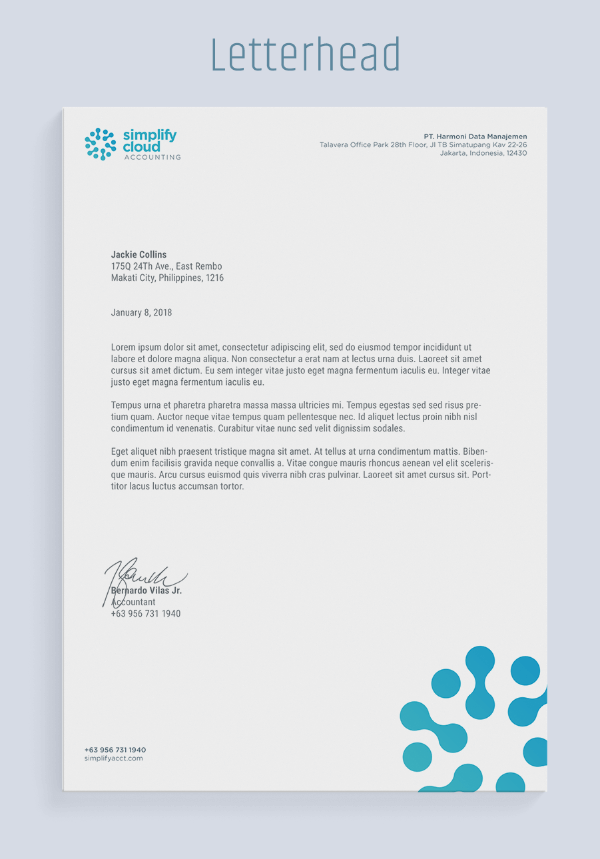 Letterhead
simplify
cloud
ACCOUNTING
PT. Harmoni Data Manajemen
Talavera Office Park 28th Floor, Jl TB Simatupang Kav 22-26
Jakarta, Indonesia, 12430
Jackie Collins
175Q 24Th Ave., East Rembo
Makati City, Philippines, 1216
January 8, 2018
Lorem ipsum dolor sit amet, consectetur adipiscing elit, sed do eiusmod tempor incididunt ut
labore et dolore magna aliqua. Non consectetur a erat nam at lectus urna duis. Laoreet sit amet
cursus sit amet dictum. Eu sem integer vitae justo eget magna fermentum iaculis eu. Integer vitae
justo eget magna fermentum iaculis eu.
Tempus urna et pharetra pharetra massa massa ultricies mi. Tempus egestas sed sed risus pre-
tium quam. Auctor neque vitae tempus quam pellentesque nec. Id aliquet lectus proin nibh nisl
condimentum id venenatis. Curabitur vitae nunc sed velit dignissim sodales.
Eget aliquet nibh praesent tristique magna sit amet. At tellus at urna condimentum mattis. Biben-
dum enim facilisis gravida neque convallis a. Vitae congue mauris rhoncus aenean vel elit sceleris-
que mauris. Arcu cursus euismod quis viverra nibh cras pulvinar. Laoreet sit amet cursus sit. Port-
titor lacus luctus accumsan tortor.
Bernardo Vilas Jr.
Accountant
+63 956 731 1940
+63 956 731 1940
simplifyacct.com